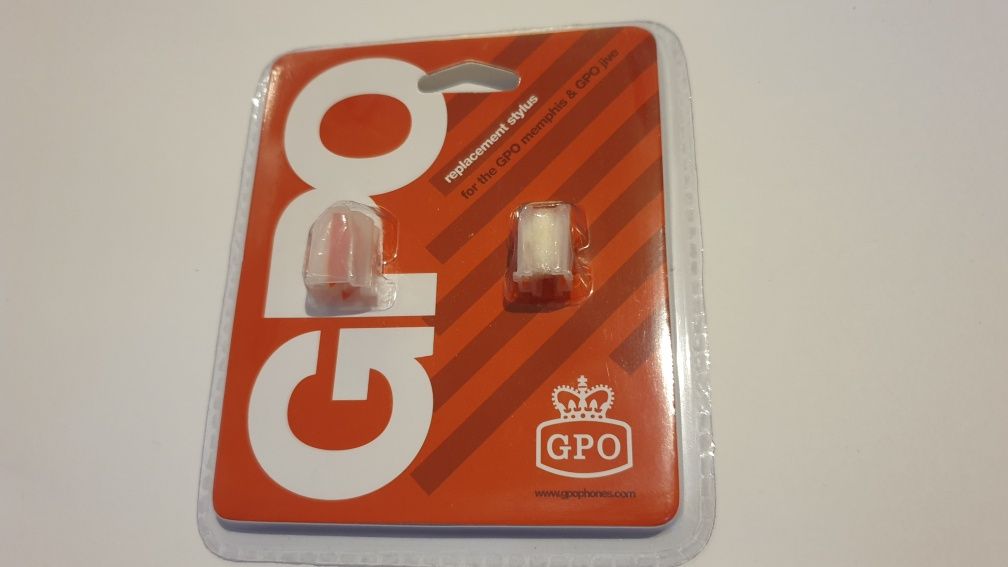 GPO
replacement stylus
for the GPO memphis & GPO jive
GPO
www.gpophones.com